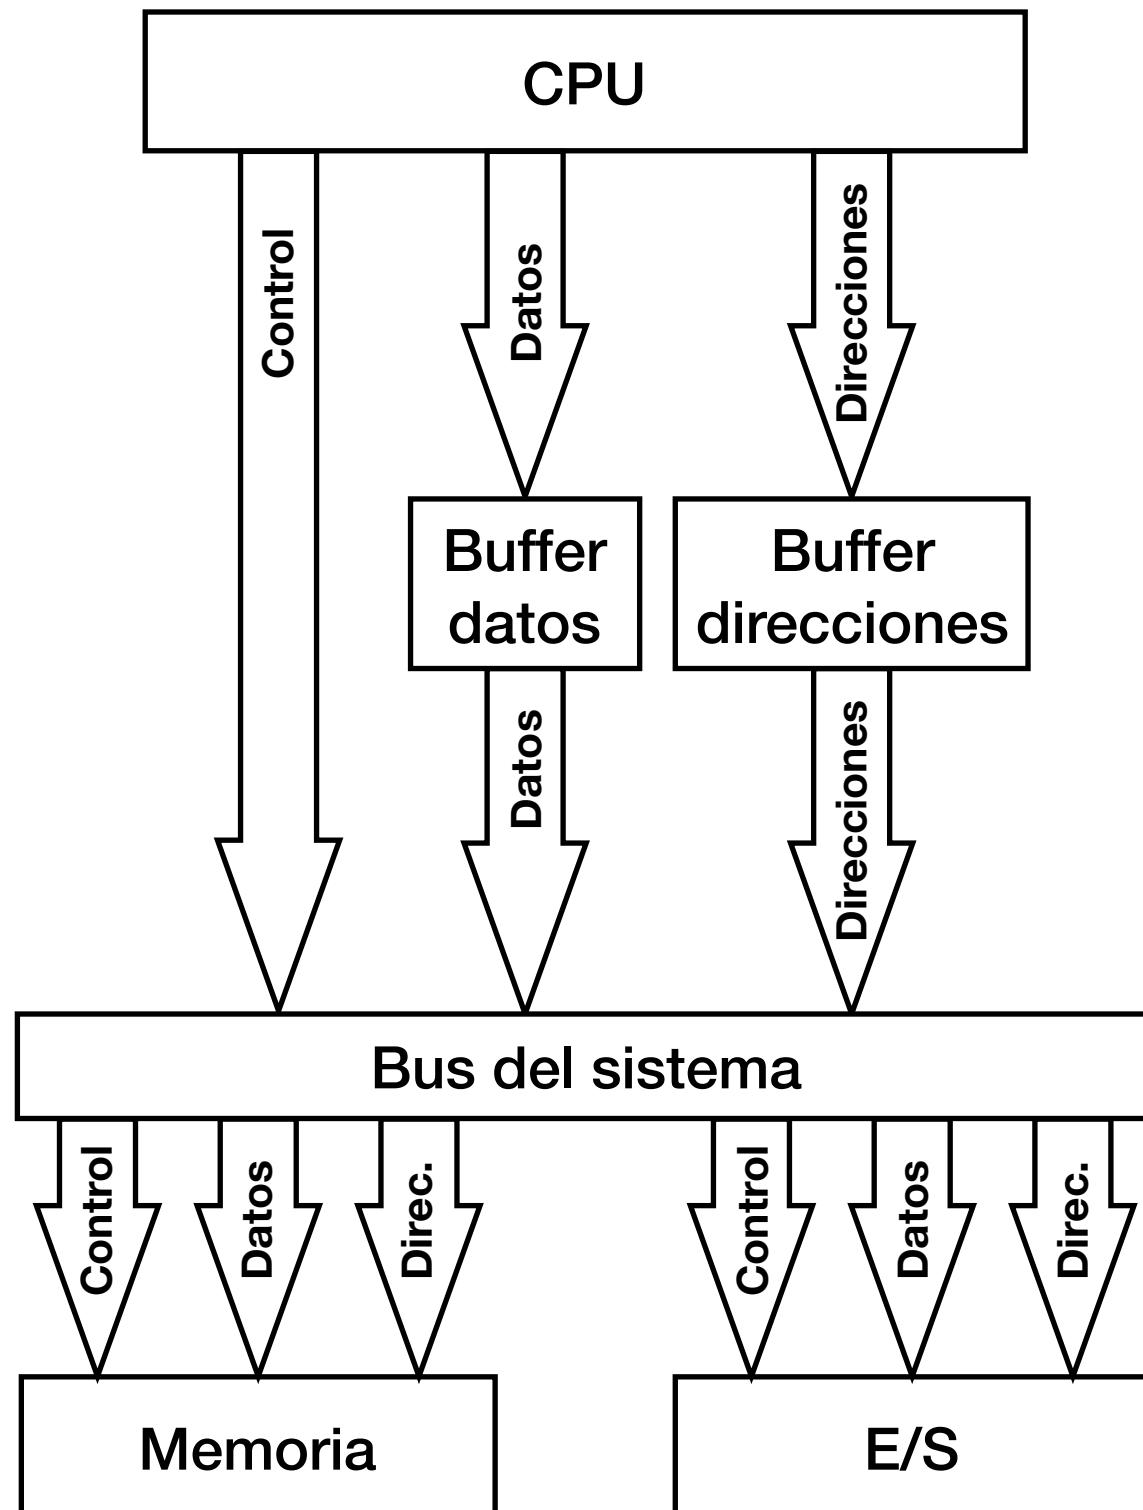 CPU
Control
Datos
Direcciones
Buffer
datos
Buffer
direcciones
Datos
Direcciones
Bus del sistema
Control
Datos
Direc.
Control
Datos
Direc.
Memoria
E/S